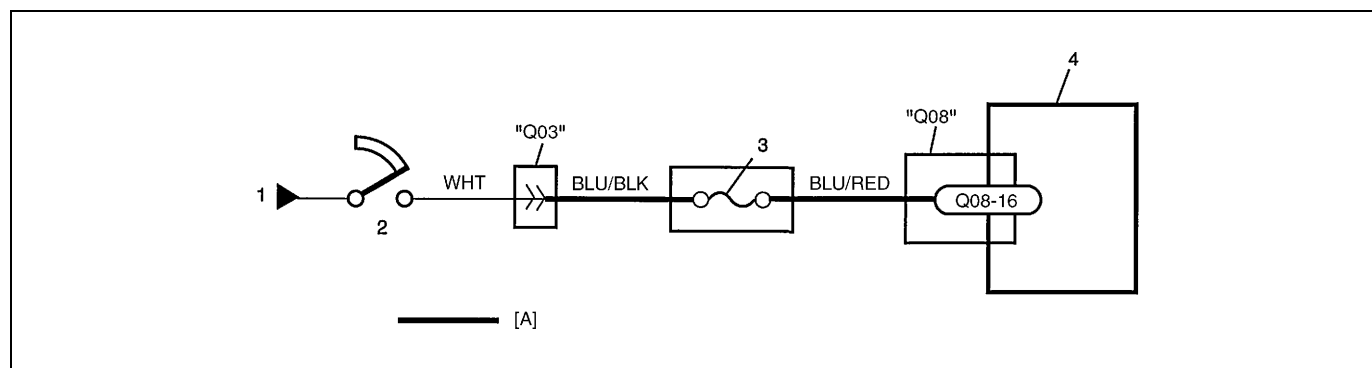 4
"Q08"
"Q03"
3
WHT
BLU/BLK
BLU/RED
1
Q08-16
2
[A]